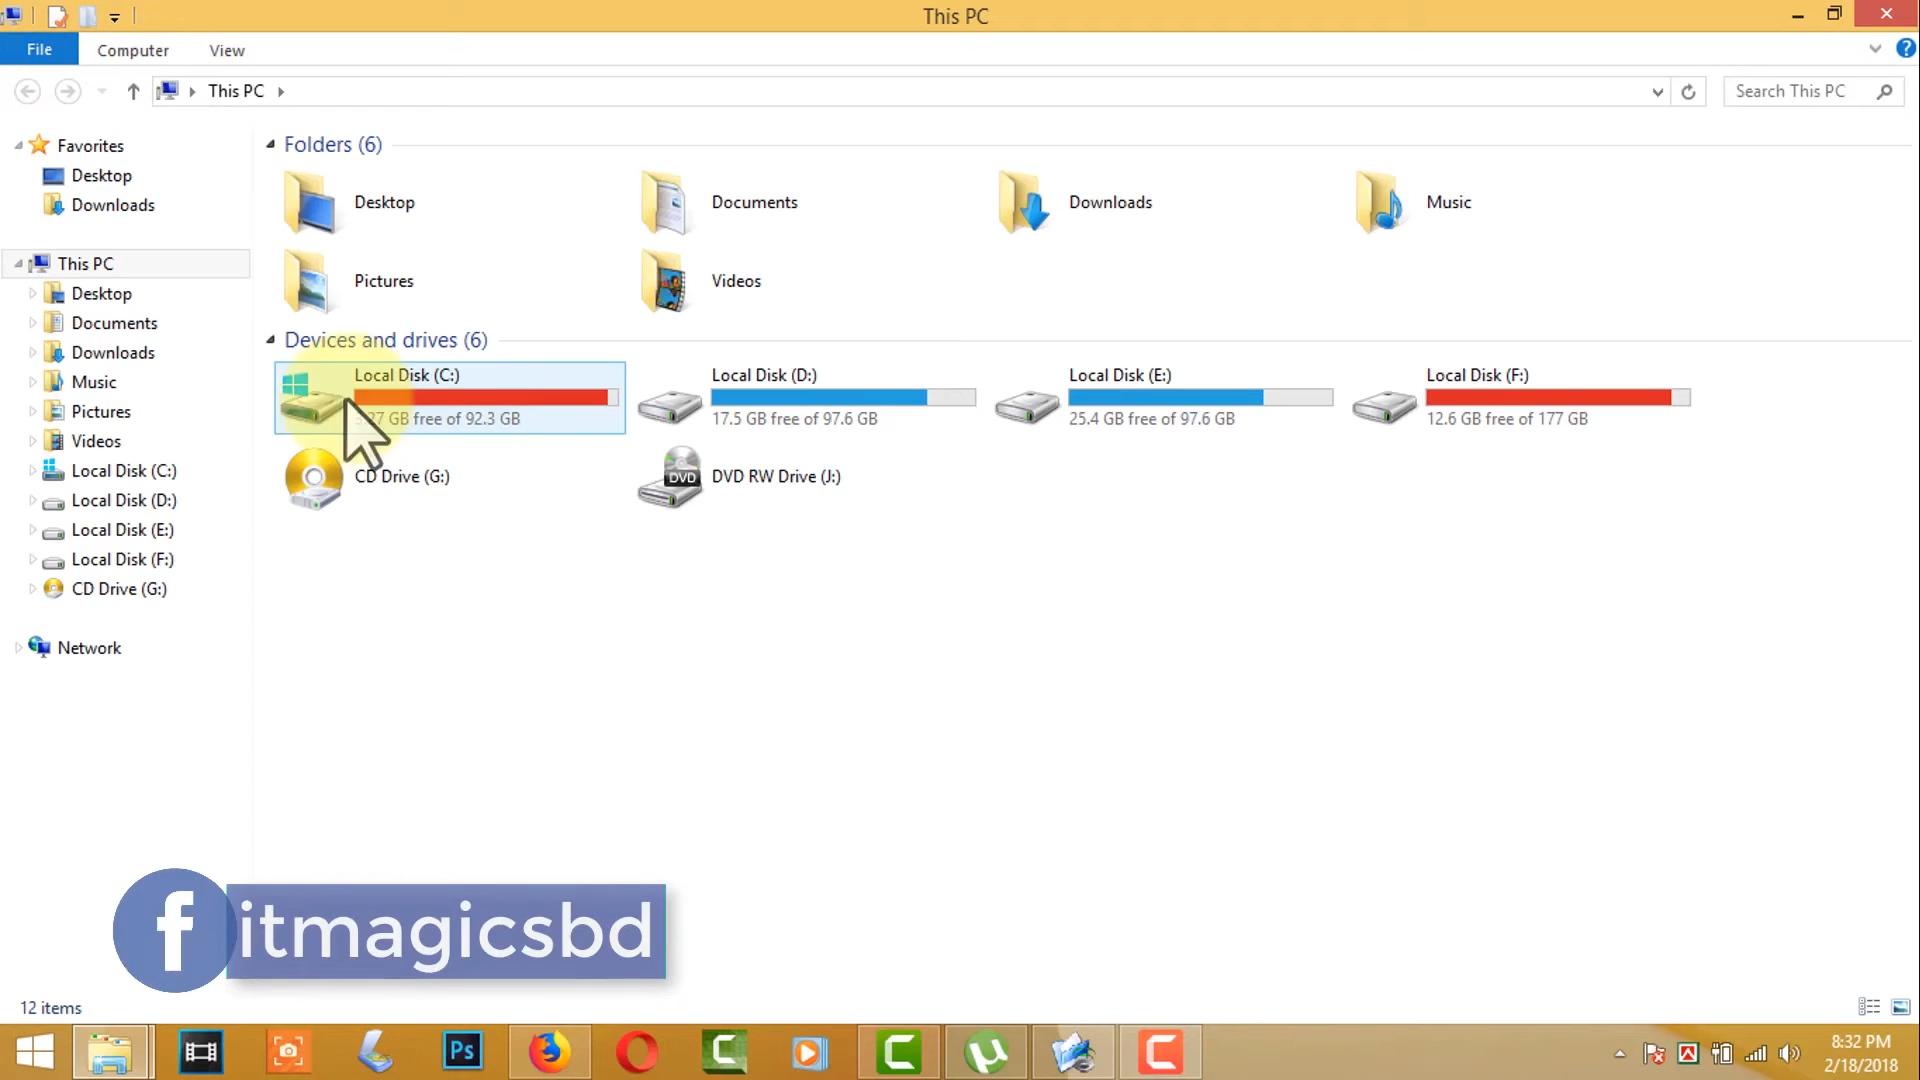 This PC
File
Computer
View
This PC
Search This PC
Favorites
Desktop
Downloads
This PC
Desktop
Documents
Downloads
Music
Pictures
Videos
Local Disk (C:)
Local Disk (D:)
Local Disk (E:)
Local Disk (F:)
CD Drive (G:)
Network
Folders (6)
Desktop
Documents
Downloads
Music
Pictures
Videos
Devices and drives (6)
Local Disk (C:)
GB free of 92.3 GB
Local Disk (D:)
17.5 GB free of 97.6 GB
Local Disk (E:)
25.4 GB free of 97.6 GB
Local Disk (F:)
12.6 GB free of 177 GB
CD Drive (G:)
DVD
DVD RW Drive (J:)
f itmagicsbd
12 items
Ps
8:32 PM
2/18/2018